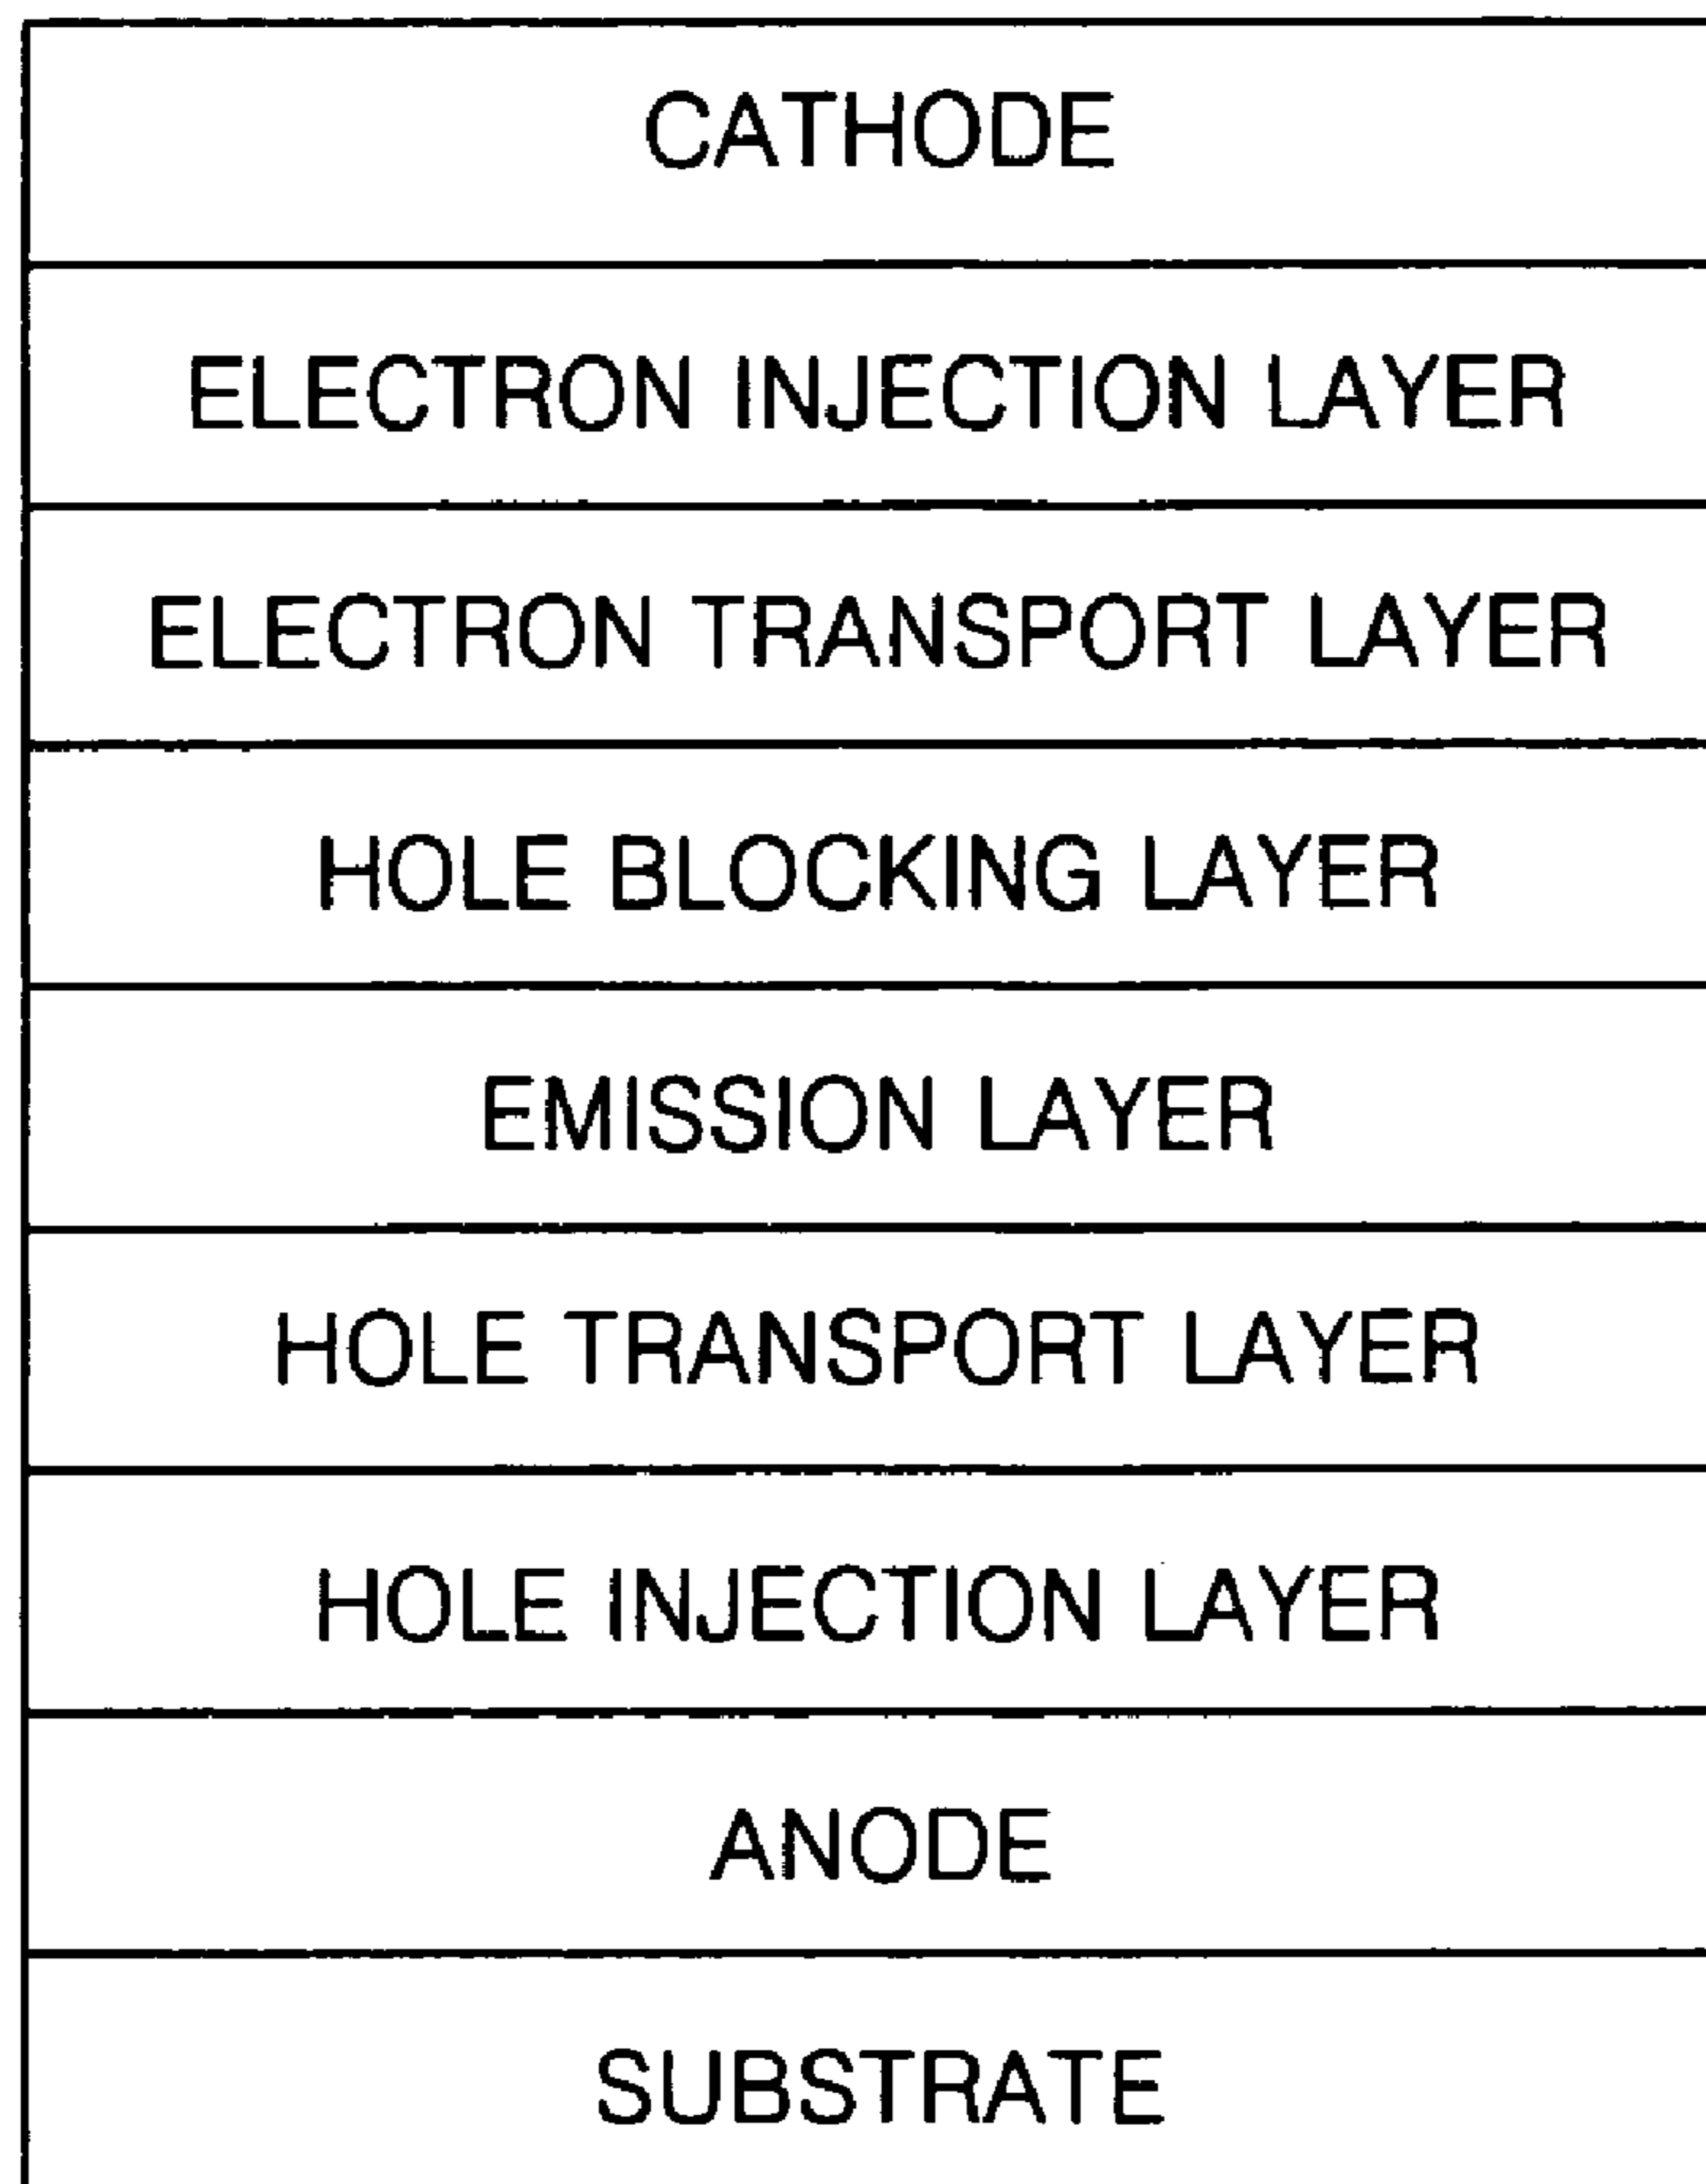 CATHODE
ELECTRON INJECTION LAYER
ELECTRON TRANSPORT LAYER
HOLE BLOCKING LAYER
EMISSION LAYER
HOLE TRANSPORT LAYER
HOLE INJECTION LAYER
ANODE
SUBSTRATE